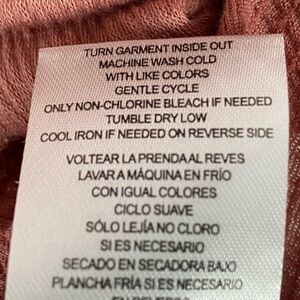 TURN GARMENT INSIDE OUT
MACHINE WASH COLD
WITH LIKE COLORS
GENTLE CYCLE
ONLY NON-CHLORINE BLEACH IF NEEDED
TUMBLE DRY LOW
COOL IRON IF NEEDED ON REVERSE SIDE
VOLTEAR LA PRENDA AL REVES
LAVAR A MÁQUINA EN FRÍO
CON IGUAL COLORES
CICLO SUAVE
SÓLO LEJÍA NO CLORO
SI ES NECESARIO
SECADO EN SECADORA BAJO
PLANCHA FRÍA SI ES NECESARIO